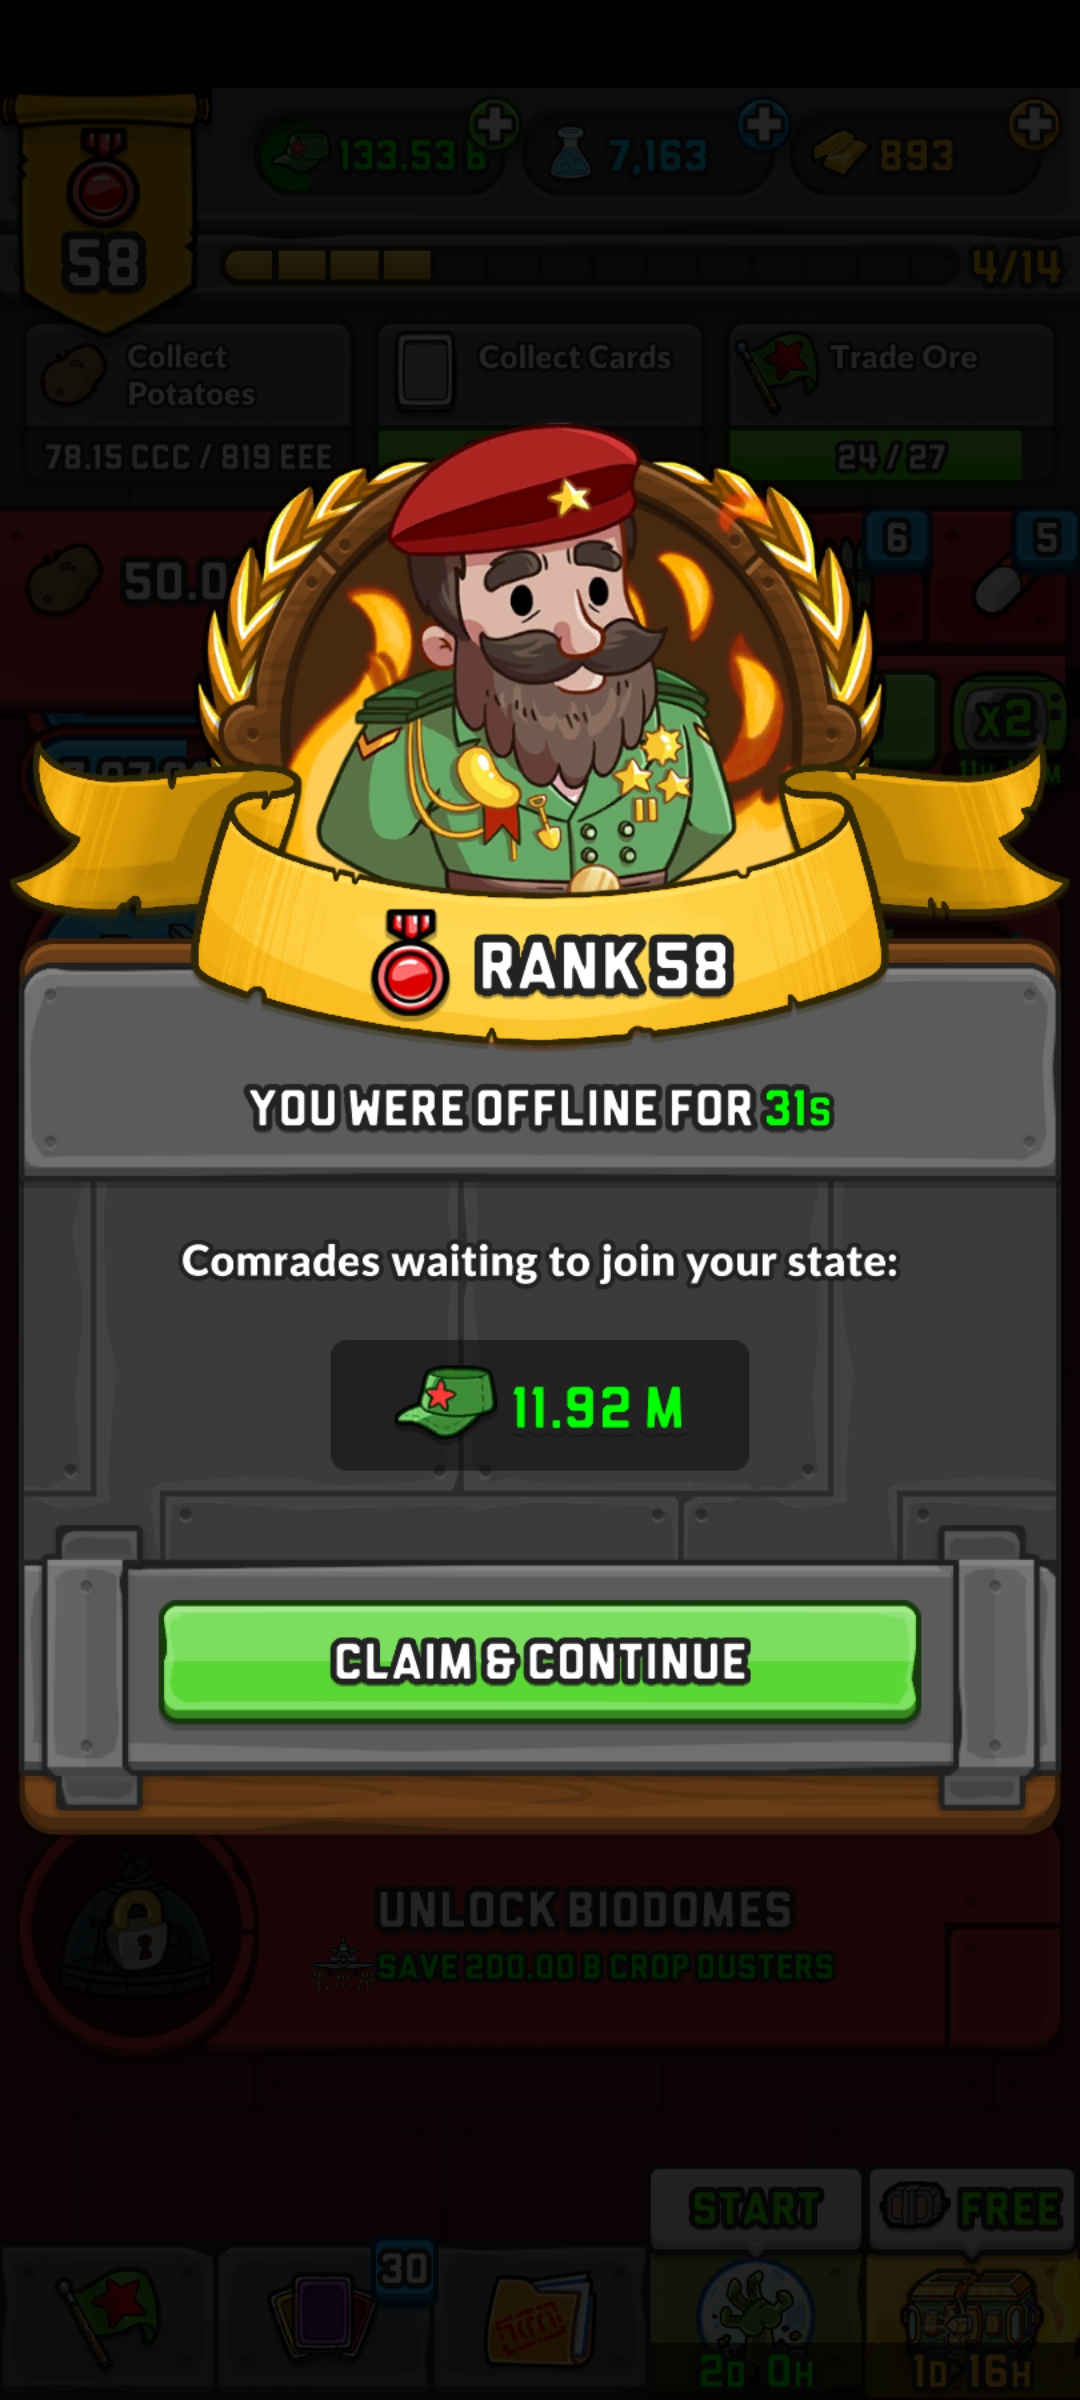 133.53 B
7,163
893
58
4/14
Collect
Potatoes
Collect Cards
Trade Ore
78.15 CCC / 819 EEE
24/27
50.0
6
5
x2
RANK 58
YOU WERE OFFLINE FOR 31s
Comrades waiting to join your state:
11.92 M
CLAIM & CONTINUE
UNLOCK BIODOMES
SAVE 200.00 B CROP DUSTERS
START
FREE
30
2D 0H
1D 16H